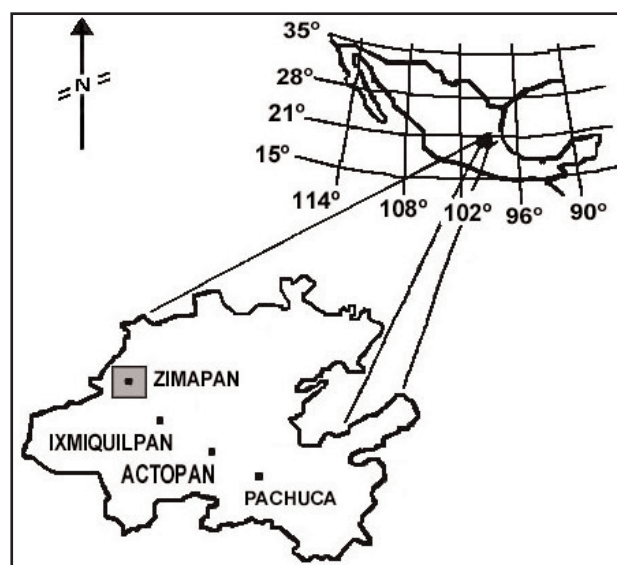 35º
28º
21º
15º
114º
108º
102º
96º
90º
N
ZIMAPAN
IXMIQUILPAN
ACTOPAN
PACHUCA